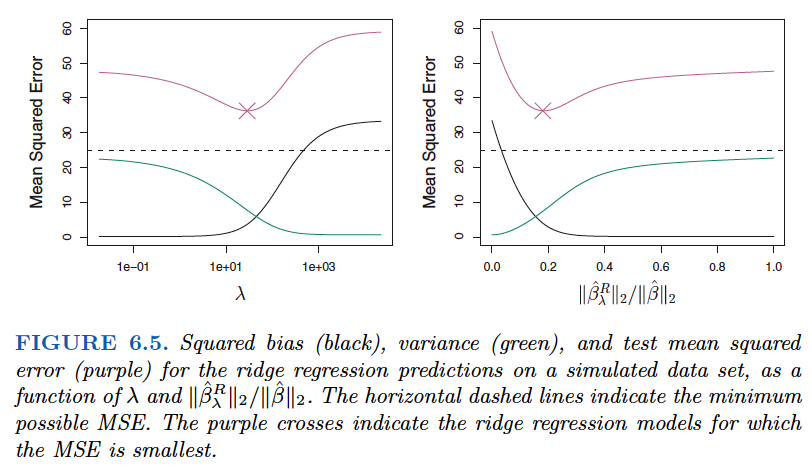 Mean Squared Error
0 10 20 30 40 50 60
1e−01 1e+01 1e+03
λ
Mean Squared Error
0 10 20 30 40 50 60
0.0 0.2 0.4 0.6 0.8 1.0
‖β̂λᴿ‖₂/‖β̂‖₂
FIGURE 6.5. Squared bias (black), variance (green), and test mean squared
error (purple) for the ridge regression predictions on a simulated data set, as a
function of λ and ‖β̂λᴿ‖₂/‖β̂‖₂. The horizontal dashed lines indicate the minimum
possible MSE. The purple crosses indicate the ridge regression models for which
the MSE is smallest.